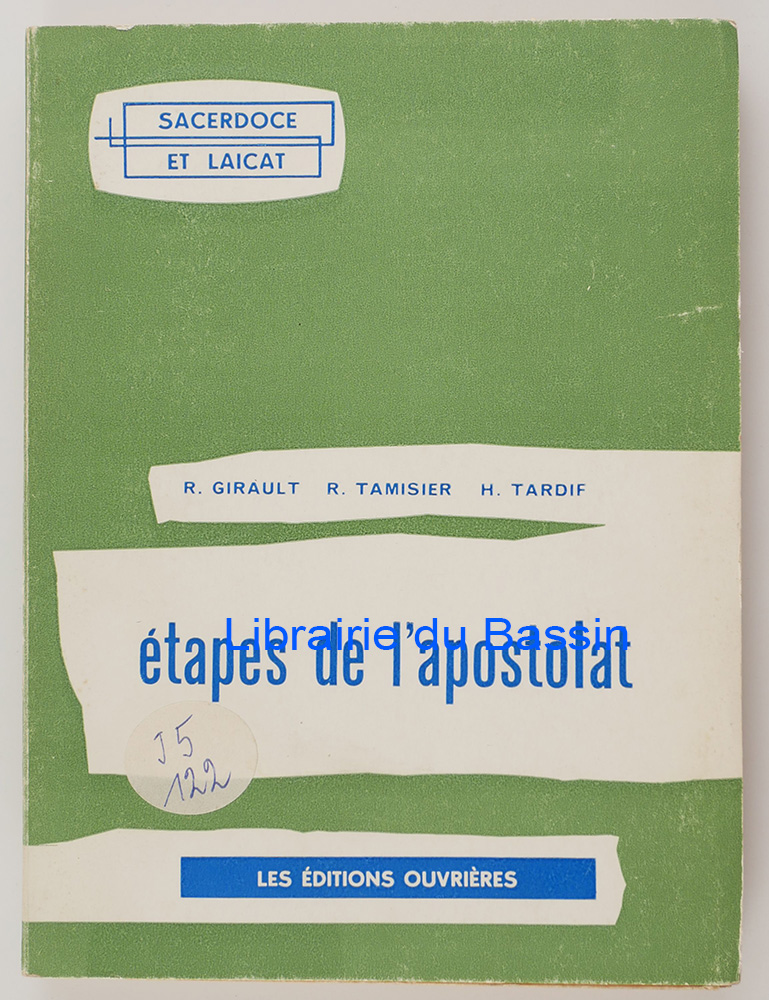 SACERDOCE
ET LAICAT
R. GIRAULT R. TAMISIER H. TARDIF
Librairie du Bassin
étapes de l'apostolat
J5
122
LES ÉDITIONS OUVRIÈRES